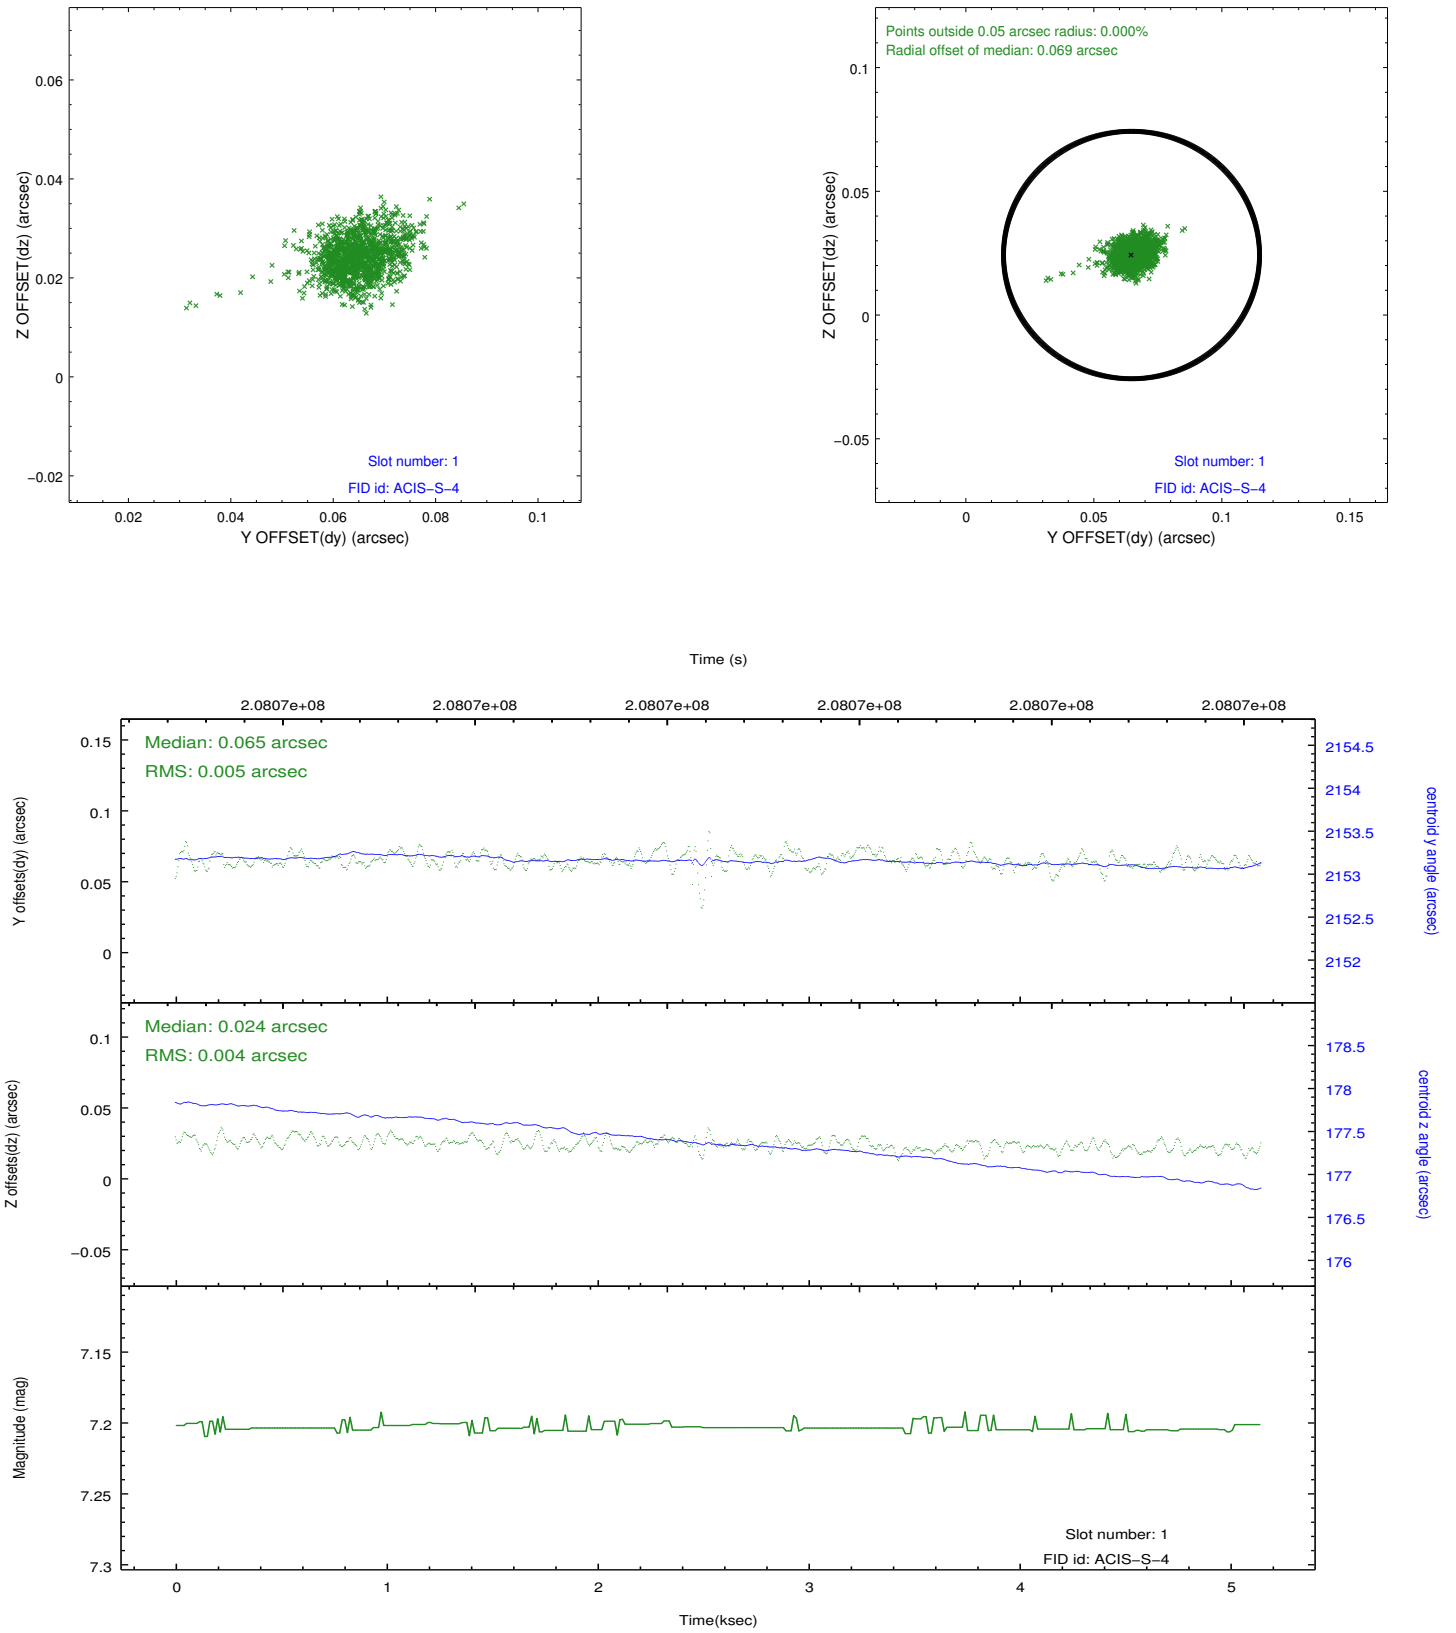 0.06
0.04
0.02
0
−0.02
Z OFFSET(dz) (arcsec)
Slot number: 1
FID id: ACIS−S−4
0.02 0.04 0.06 0.08 0.1
Y OFFSET(dy) (arcsec)
Points outside 0.05 arcsec radius: 0.000%
Radial offset of median: 0.069 arcsec
0.1
0.05
0
−0.05
Z OFFSET(dz) (arcsec)
Slot number: 1
FID id: ACIS−S−4
0 0.05 0.1 0.15
Y OFFSET(dy) (arcsec)
Time (s)
2.0807e+08 2.0807e+08 2.0807e+08 2.0807e+08 2.0807e+08 2.0807e+08
Median: 0.065 arcsec
RMS: 0.005 arcsec
0.15
0.1
0.05
0
Y offsets(dy) (arcsec)
2154.5
2154
2153.5
2153
2152.5
2152
centroid y angle (arcsec)
Median: 0.024 arcsec
RMS: 0.004 arcsec
0.1
0.05
0
−0.05
Z offsets(dz) (arcsec)
178.5
178
177.5
177
176.5
176
centroid z angle (arcsec)
7.15
7.2
7.25
7.3
Magnitude (mag)
Slot number: 1
FID id: ACIS−S−4
0 1 2 3 4 5
Time(ksec)